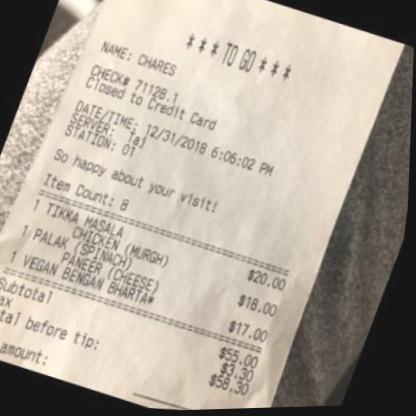 * * * TO GO * * *
NAME: CHARES
CHECK# 71128.1
Closed to Credit Card
DATE/TIME: 12/31/2018 6:06:02 PM
SERVER: Taj
STATION: 01
So happy about your visit!
Item Count: 8
1 TIKKA MASALA $20.00
CHICKEN (MURGH)
1 PALAK (SPINACH) $18.00
PANEER (CHEESE)
1 VEGAN BENGAN BHARTA* $17.00
Subtotal $55.00
ax $3.30
tal before tip: $58.30
amount: